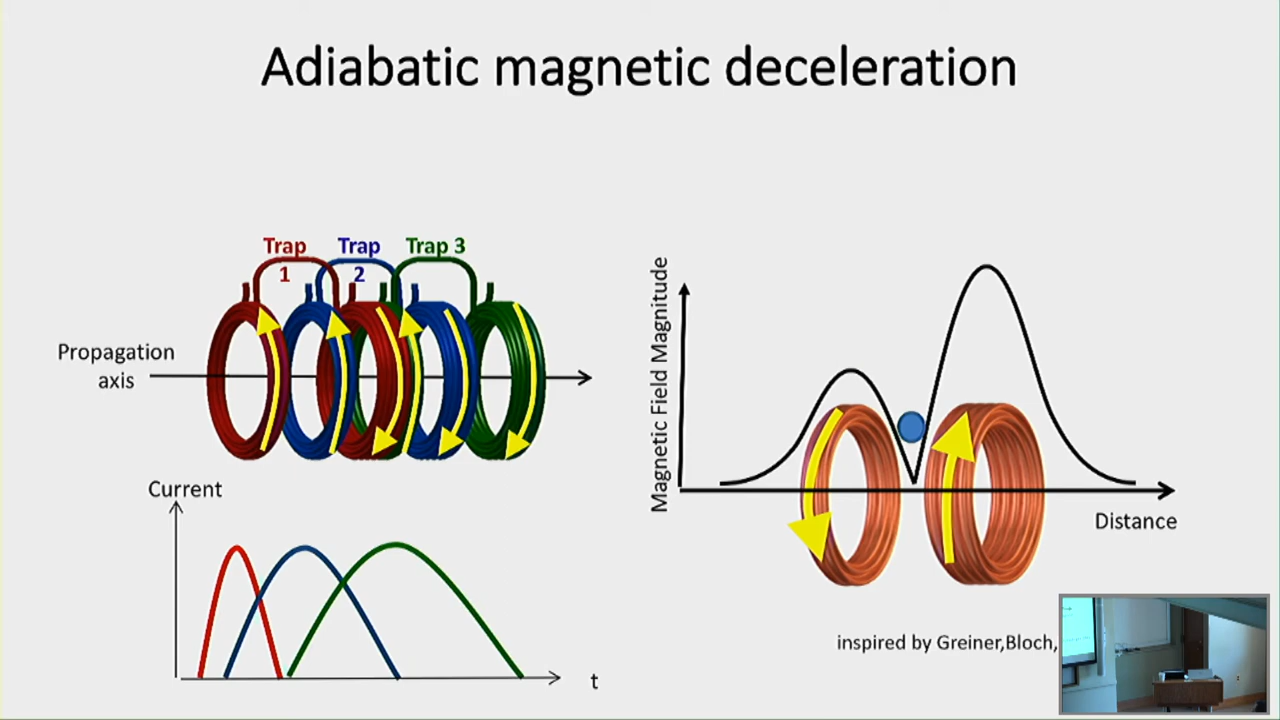 Adiabatic magnetic deceleration
Trap
1
Trap
2
Trap 3
Propagation
axis
Current
t
Magnetic Field Magnitude
Distance
inspired by Greiner,Bloch,